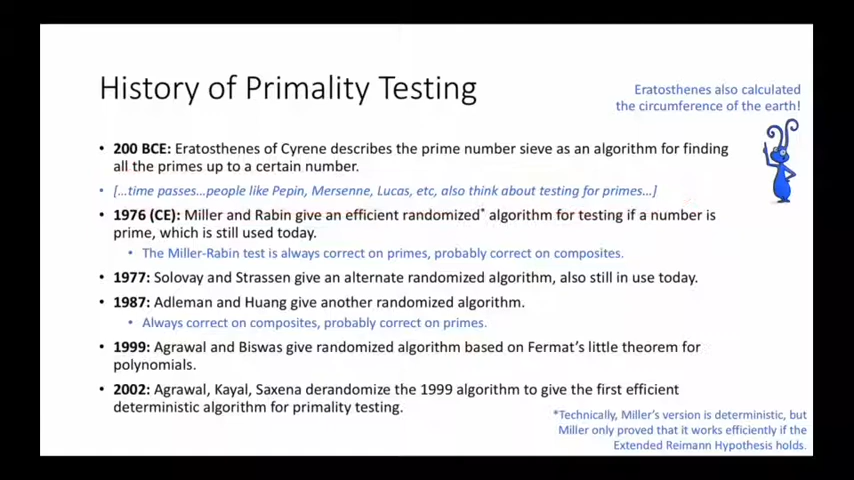 History of Primality Testing
Eratosthenes also calculated
the circumference of the earth!
• 200 BCE: Eratosthenes of Cyrene describes the prime number sieve as an algorithm for finding
all the primes up to a certain number.
• [...time passes...people like Pepin, Mersenne, Lucas, etc, also think about testing for primes...]
• 1976 (CE): Miller and Rabin give an efficient randomized* algorithm for testing if a number is
prime, which is still used today.
• The Miller-Rabin test is always correct on primes, probably correct on composites.
• 1977: Solovay and Strassen give an alternate randomized algorithm, also still in use today.
• 1987: Adleman and Huang give another randomized algorithm.
• Always correct on composites, probably correct on primes.
• 1999: Agrawal and Biswas give randomized algorithm based on Fermat's little theorem for
polynomials.
• 2002: Agrawal, Kayal, Saxena derandomize the 1999 algorithm to give the first efficient
deterministic algorithm for primality testing.
*Technically, Miller's version is deterministic, but
Miller only proved that it works efficiently if the
Extended Reimann Hypothesis holds.